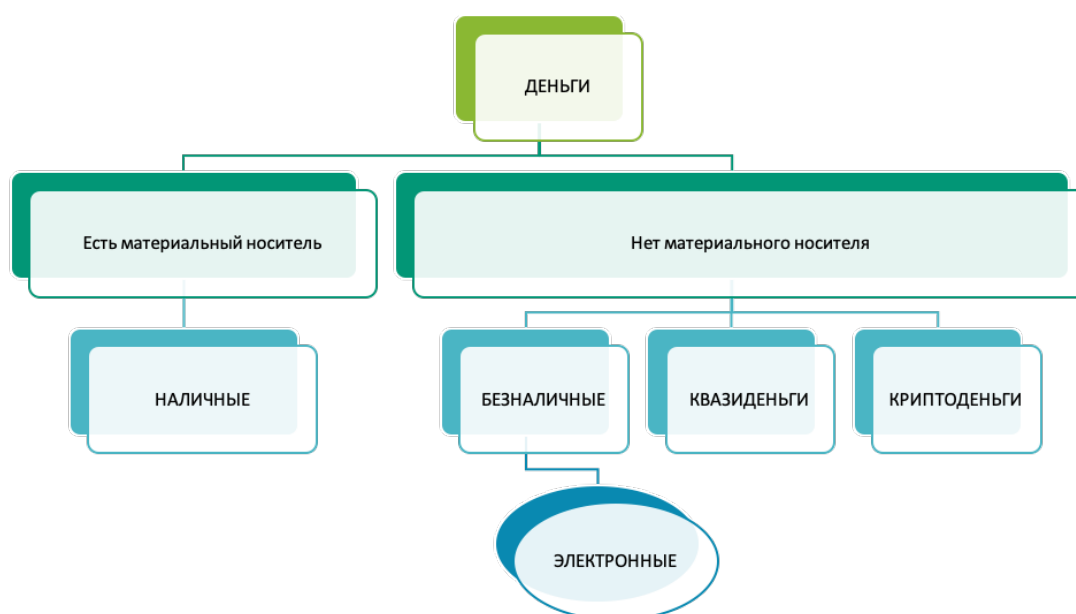 ДЕНЬГИ
Есть материальный носитель
Нет материального носителя
НАЛИЧНЫЕ
БЕЗНАЛИЧНЫЕ
КВАЗИДЕНЬГИ
КРИПТОДЕНЬГИ
ЭЛЕКТРОННЫЕ